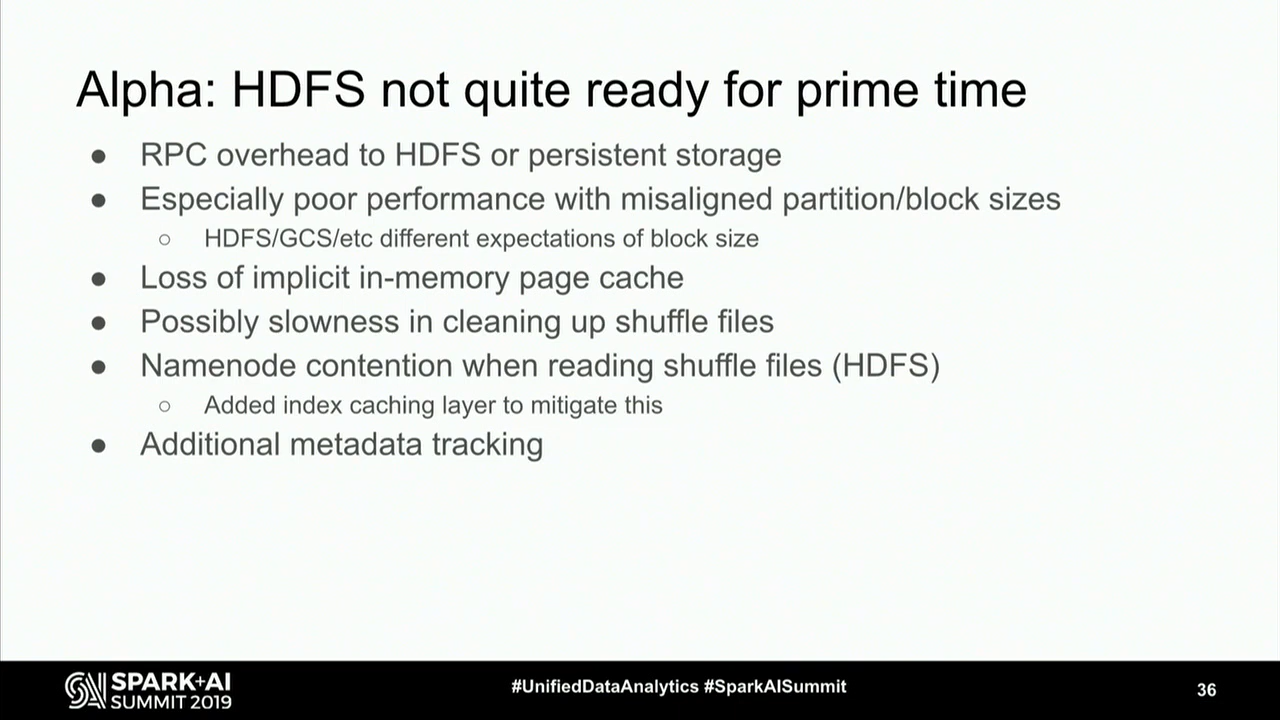 Alpha: HDFS not quite ready for prime time
● RPC overhead to HDFS or persistent storage
● Especially poor performance with misaligned partition/block sizes
○ HDFS/GCS/etc different expectations of block size
● Loss of implicit in-memory page cache
● Possibly slowness in cleaning up shuffle files
● Namenode contention when reading shuffle files (HDFS)
○ Added index caching layer to mitigate this
● Additional metadata tracking
SPARK+AI
SUMMIT 2019
#UnifiedDataAnalytics #SparkAISummit
36